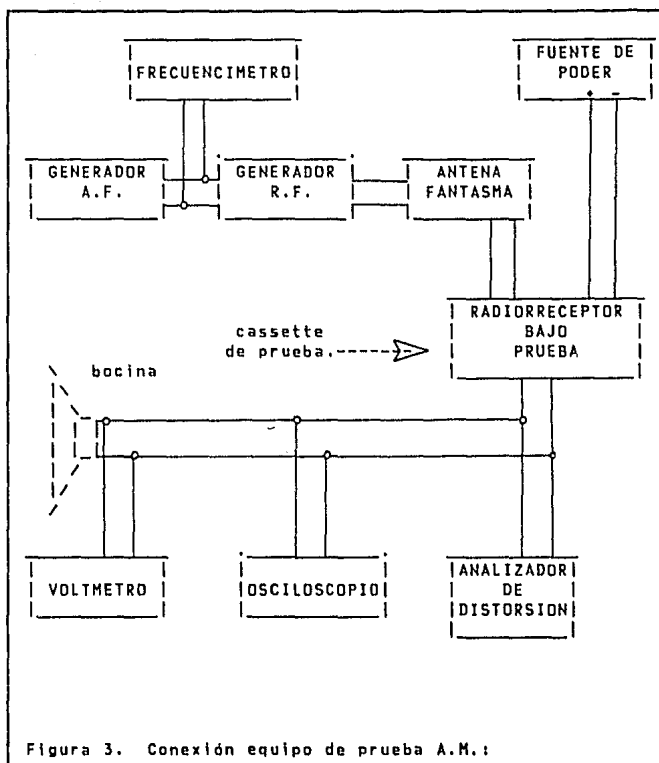 FRECUENCIMETRO
FUENTE DE
PODER
+ -
GENERADOR
A.F.
GENERADOR
R.F.
ANTENA
FANTASMA
RADIORRECEPTOR
BAJO
PRUEBA
cassette
de prueba.
bocina
VOLTMETRO
OSCILOSCOPIO
ANALIZADOR
DE
DISTORSION
Figura 3. Conexión equipo de prueba A.M.: